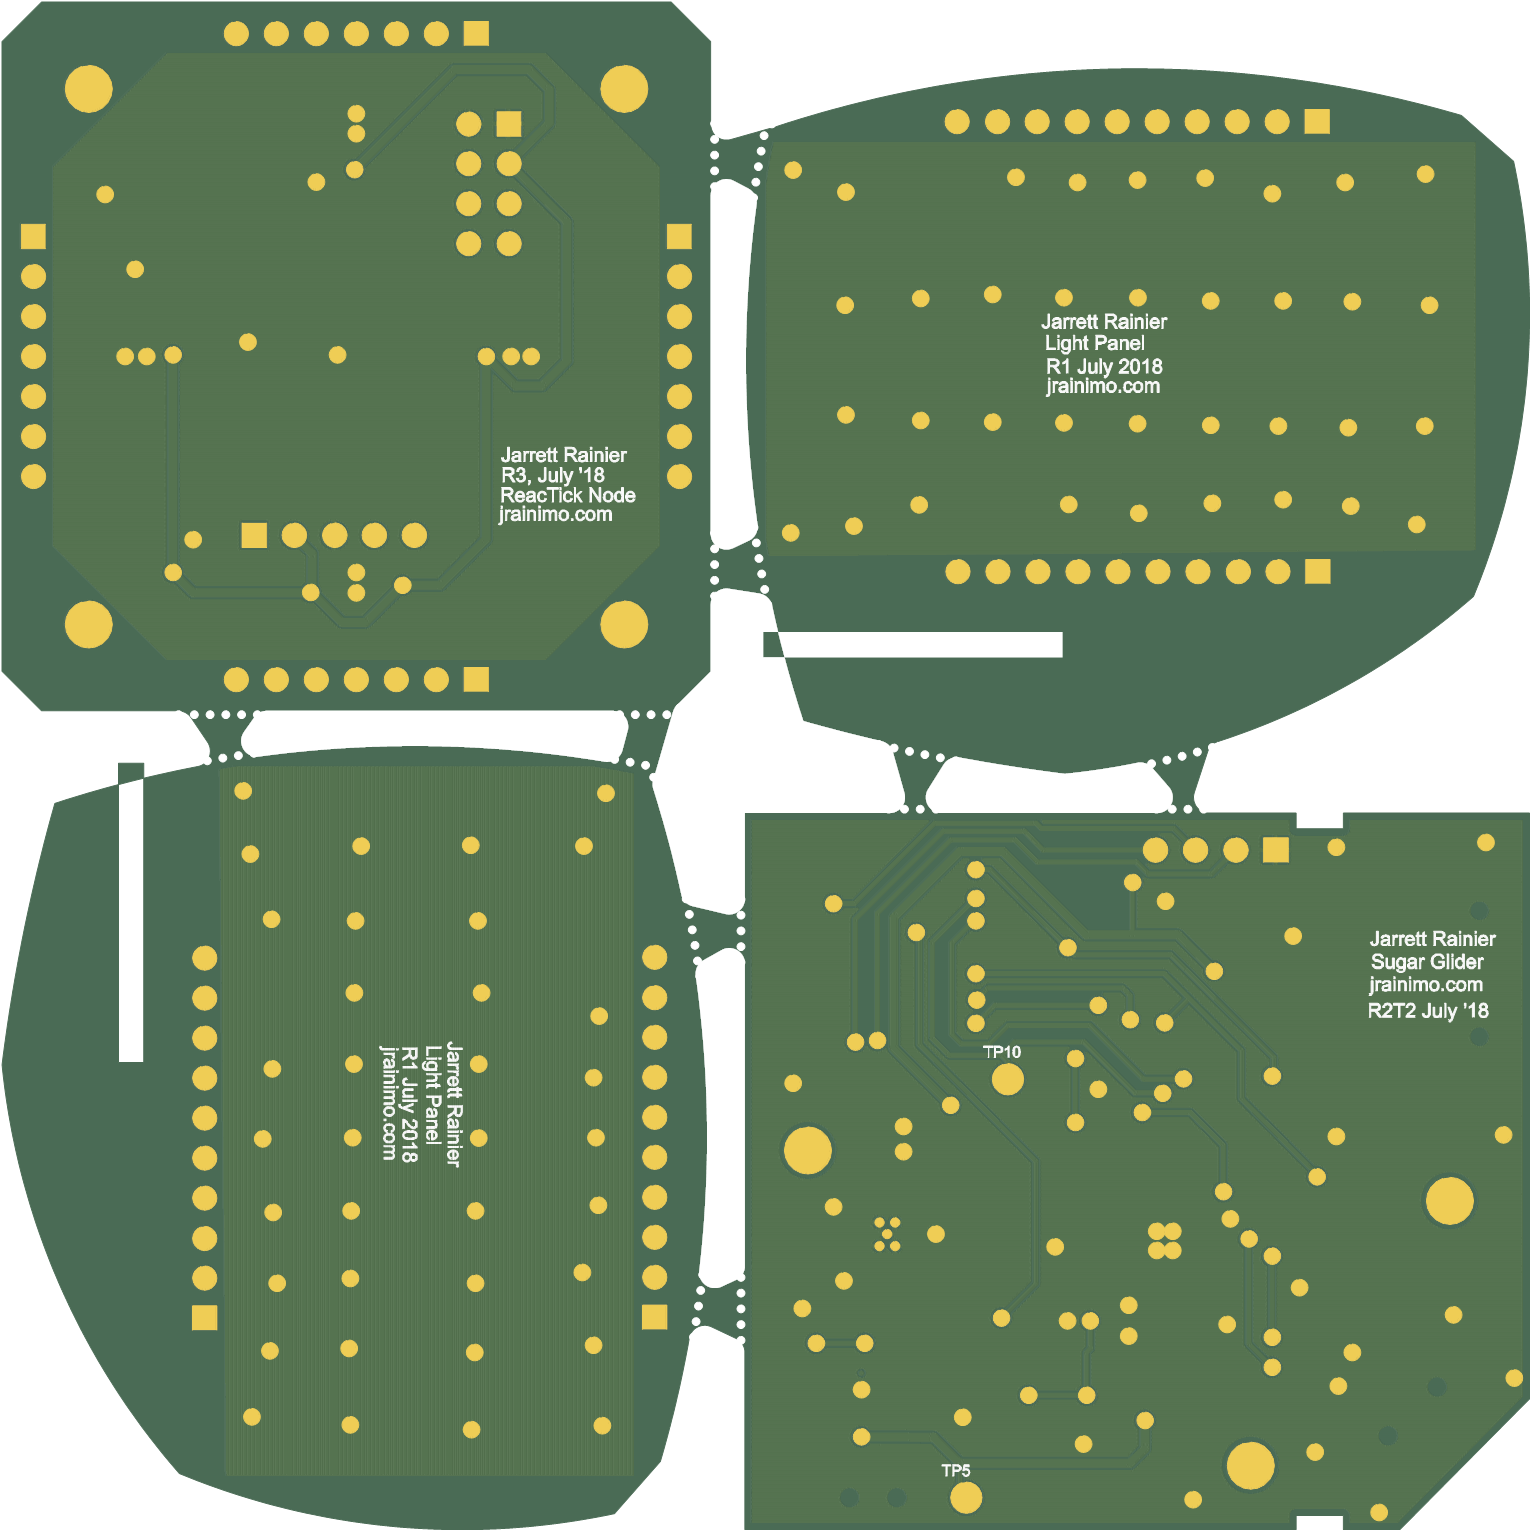 Jarrett Rainier
R3, July '18
ReacTick Node
jrainimo.com
Jarrett Rainier
Light Panel
R1 July 2018
jrainimo.com
Jarrett Rainier
Light Panel
R1 July 2018
jrainimo.com
Jarrett Rainier
Sugar Glider
jrainimo.com
R2T2 July '18
TP10
TP5